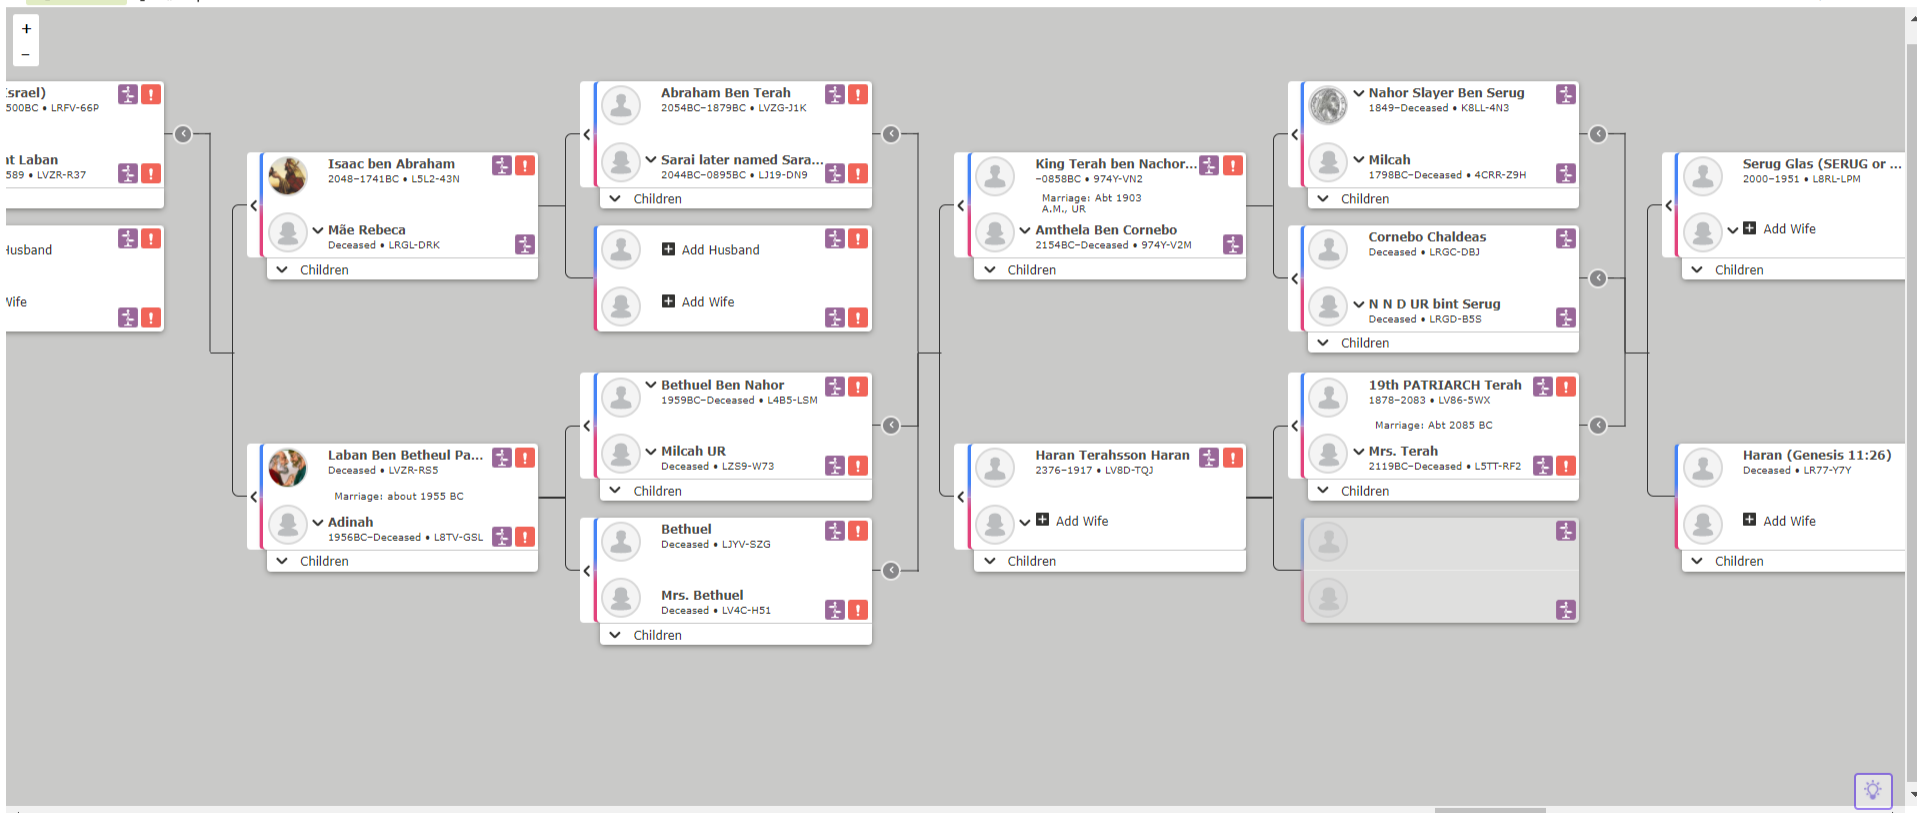 +
−
Israel)
500BC • LRFV-66P
at Laban
589 • LVZR-R37
Husband
Wife
Isaac ben Abraham
2048–1741BC • L5L2-43N
Mãe Rebeca
Deceased • LRGL-DRK
Children
Laban Ben Betheul Pa...
Deceased • LVZR-RS5
Marriage: about 1955 BC
Adinah
1956BC–Deceased • L8TV-GSL
Children
Abraham Ben Terah
2054BC–1879BC • LVZG-J1K
Sarai later named Sara...
2044BC–0895BC • LJ19-DN9
Children
Add Husband
Add Wife
Bethuel Ben Nahor
1959BC–Deceased • L4B5-LSM
Milcah UR
Deceased • LZS9-W73
Children
Bethuel
Deceased • LJYV-SZG
Mrs. Bethuel
Deceased • LV4C-H51
Children
King Terah ben Nachor...
–0858BC • 974Y-VN2
Marriage: Abt 1903
A.M., UR
Amthela Ben Cornebo
2154BC–Deceased • 974Y-V2M
Children
Haran Terahsson Haran
2376–1917 • LV8D-TQJ
Add Wife
Children
Nahor Slayer Ben Serug
1849–Deceased • K8LL-4N3
Milcah
1798BC–Deceased • 4CRR-Z9H
Children
Cornebo Chaldeas
Deceased • LRGC-DBJ
N N D UR bint Serug
Deceased • LRGD-B5S
Children
19th PATRIARCH Terah
1878–2083 • LV86-5WX
Marriage: Abt 2085 BC
Mrs. Terah
2119BC–Deceased • L5TT-RF2
Children
Serug Glas (SERUG or ...
2000–1951 • L8RL-LPM
Add Wife
Children
Haran (Genesis 11:26)
Deceased • LR77-Y7Y
Add Wife
Children